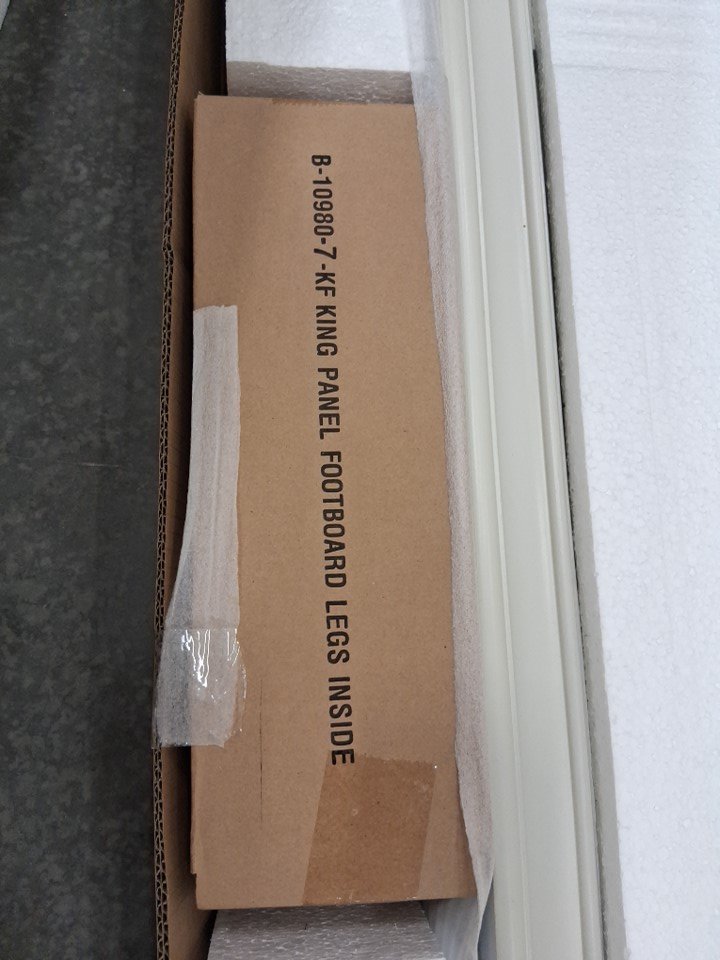 B-10980-7-KF KING PANEL FOOTBOARD LEGS INSIDE